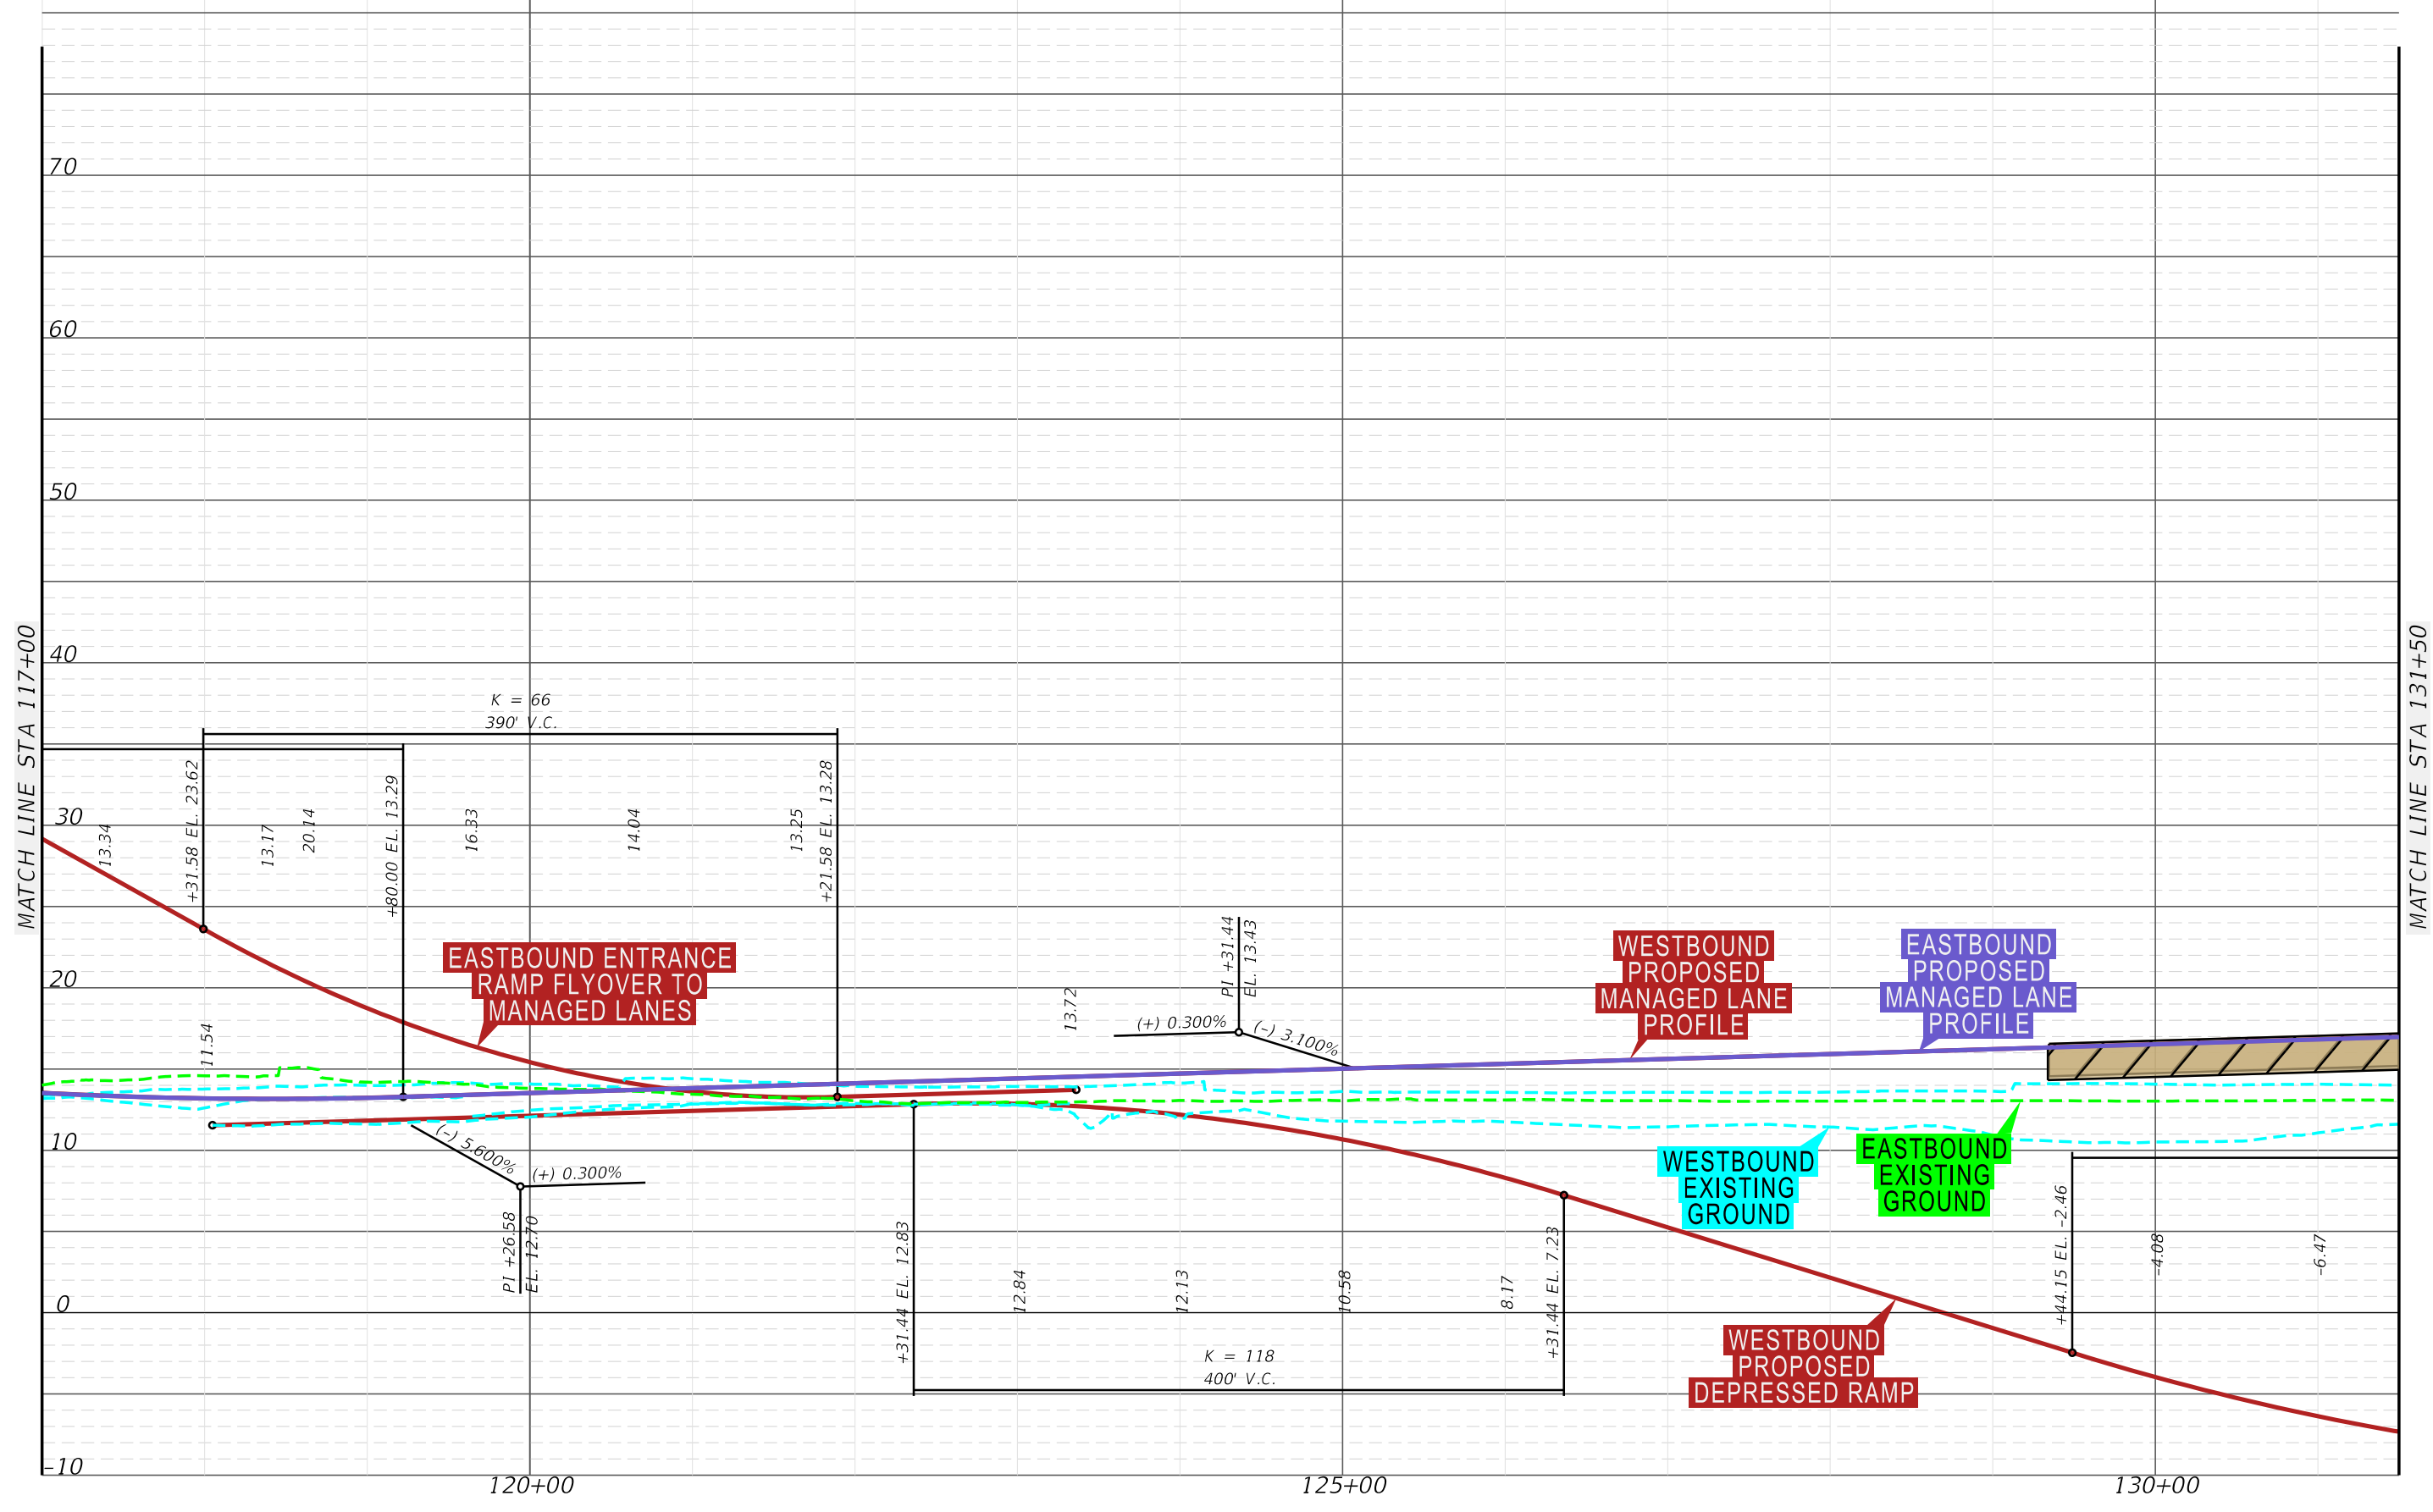 70
60
50
40
30
20
10
0
-10
MATCH LINE STA 117+00
MATCH LINE STA 131+50
K = 66
390' V.C.
13.34
+31.58 EL. 23.62
13.17
20.14
+80.00 EL. 13.29
16.33
14.04
13.25
+21.58 EL. 13.28
11.54
EASTBOUND ENTRANCE
RAMP FLYOVER TO
MANAGED LANES
(-) 5.600%
(+) 0.300%
PI +26.58
EL. 12.70
13.72
PI +31.44
EL. 13.43
(+) 0.300%
(-) 3.100%
WESTBOUND
PROPOSED
MANAGED LANE
PROFILE
EASTBOUND
PROPOSED
MANAGED LANE
PROFILE
WESTBOUND
EXISTING
GROUND
EASTBOUND
EXISTING
GROUND
+31.44 EL. 12.83
12.84
12.13
10.58
8.17
+31.44 EL. 7.23
K = 118
400' V.C.
WESTBOUND
PROPOSED
DEPRESSED RAMP
+44.15 EL. -2.46
-4.08
-6.47
120+00
125+00
130+00